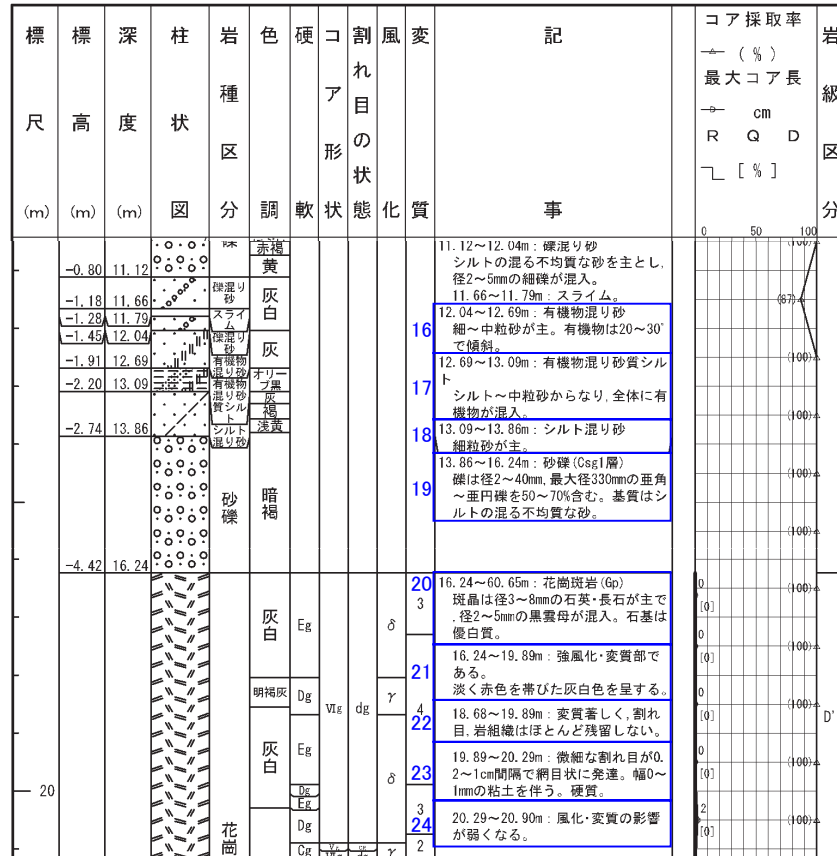 標尺(m)
標高(m)
深度(m)
柱状図
岩種区分
色調
硬軟
コア形状
割れ目の状態
風化
変質
記事
コア採取率
(%)
最大コア長
cm
R Q D
[%]
岩級区分
0 50 100
赤褐
黄
-0.80 11.12
-1.18 11.66
-1.28 11.79
-1.45 12.04
-1.91 12.69
-2.20 13.09
-2.74 13.86
-4.42 16.24
礫混り
砂
スライ
ム
礫混り
砂
有機物
混り砂
有機物
混り砂
質シル
ト
シルト
混り砂
砂礫
花崗
灰白
灰
オリー
ブ黒
灰
褐
浅黄
暗褐
灰白
明褐灰
灰白
Eg
Dg
Eg
Dg
Eg
Dg
Cg
VIg
dg
δ
γ
δ
γ
3
4
3
2
20
11.12~12.04m:礫混り砂
シルトの混る不均質な砂を主とし,
径2~5mmの細礫が混入。
11.66~11.79m:スライム。
16
12.04~12.69m:有機物混り砂
細~中粒砂が主。有機物は20~30°
で傾斜。
17
12.69~13.09m:有機物混り砂質シル
ト
シルト~中粒砂からなり,全体に有
機物が混入。
18
13.09~13.86m:シルト混り砂
細粒砂が主。
19
13.86~16.24m:砂礫(Csg1層)
礫は径2~40mm,最大径330mmの亜角
~亜円礫を50~70%含む。基質はシ
ルトの混る不均質な砂。
20
16.24~60.65m:花崗斑岩(Gp)
斑晶は径3~8mmの石英・長石が主で
,径2~5mmの黒雲母が混入。石基は
優白質。
21
16.24~19.89m:強風化・変質部で
ある。
淡く赤色を帯びた灰白色を呈する。
22
18.68~19.89m:変質著しく,割れ
目,岩組織はほとんど残留しない。
23
19.89~20.29m:微細な割れ目が0.
2~1cm間隔で網目状に発達。幅0~
1mmの粘土を伴う。硬質。
24
20.29~20.90m:風化・変質の影響
が弱くなる。
(100)
(87)
(100)
(100)
(100)
(100)
0
(100)
[0]
0
(100)
[0]
0
(100)
[0]
0
(100)
[0]
2
(100)
[0]
D'